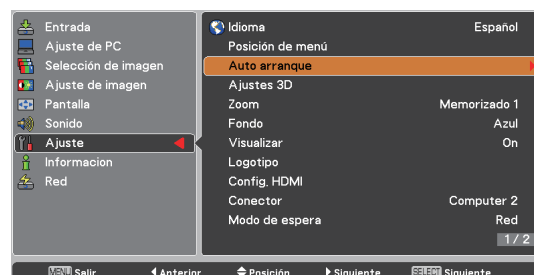 Entrada
Ajuste de PC
Selección de imagen
Ajuste de imagen
Pantalla
Sonido
Ajuste
Informacion
Red
Idioma Español
Posición de menú
Auto arranque
Ajustes 3D
Zoom Memorizado 1
Fondo Azul
Visualizar On
Logotipo
Config. HDMI
Conector Computer 2
Modo de espera Red
1 / 2
MENU Salir Anterior Posición Siguiente SELECT Siguiente